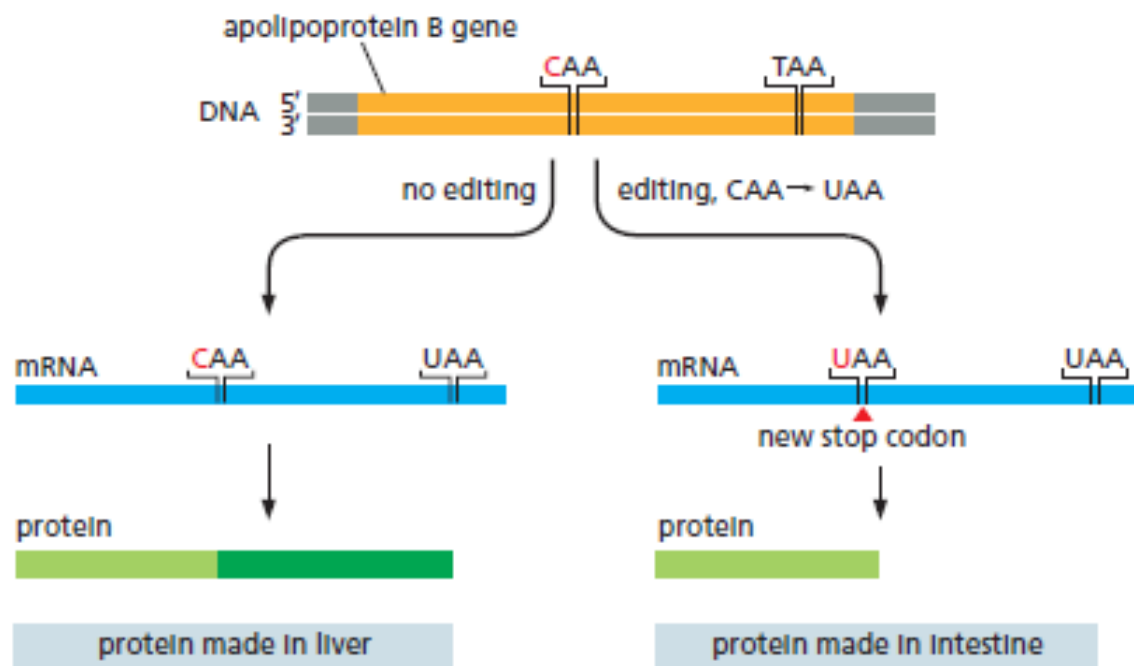 apolipoprotein B gene
CAA TAA
DNA 5′
3′
no editing editing, CAA → UAA
mRNA CAA UAA mRNA UAA UAA
new stop codon
protein protein
protein made in liver protein made in intestine